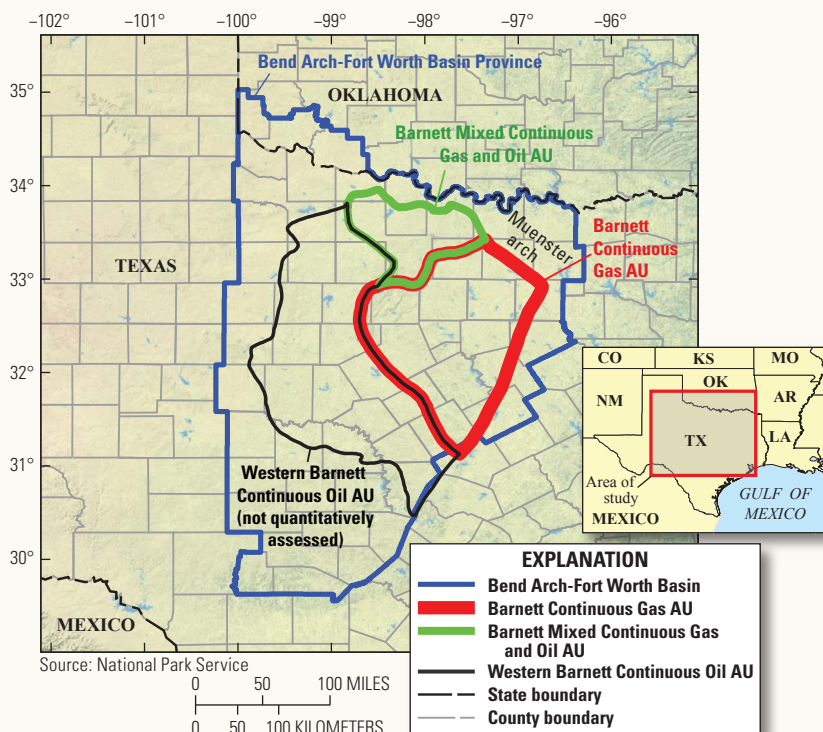 –102° –100° –99° –98° –97° –96°
Bend Arch-Fort Worth Basin Province
35°
OKLAHOMA
Barnett Mixed Continuous
Gas and Oil AU
34°
Muenster
arch
Barnett
Continuous
Gas AU
33°
TEXAS
32°
31°
Western Barnett
Continuous Oil AU
(not quantitatively
assessed)
30°
MEXICO
CO
KS
MO
NM
OK
AR
TX
LA
Area of
study
MEXICO
GULF OF
MEXICO
EXPLANATION
Bend Arch-Fort Worth Basin
Barnett Continuous Gas AU
Barnett Mixed Continuous Gas
and Oil AU
Western Barnett Continuous Oil AU
State boundary
County boundary
Source: National Park Service
0 50 100 MILES
0 50 100 KILOMETERS